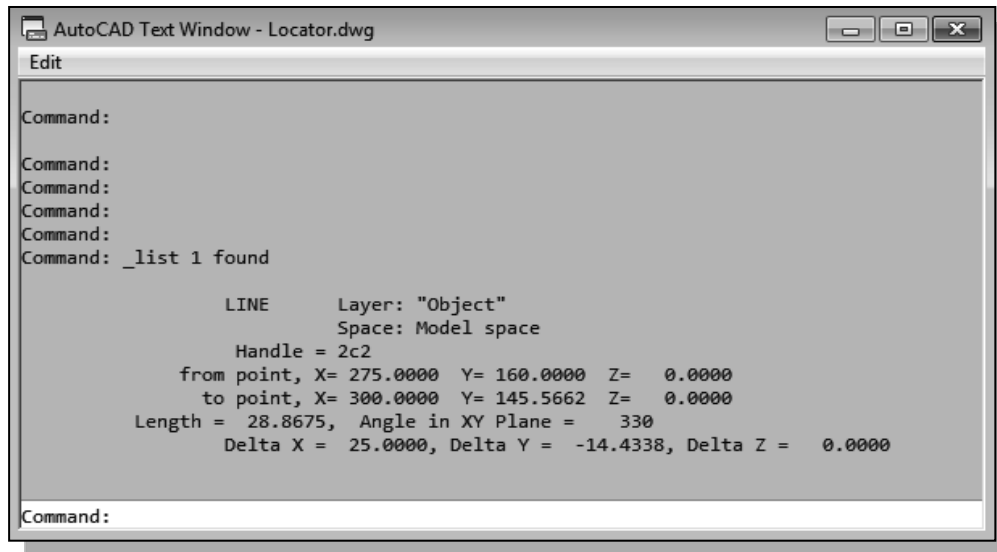 AutoCAD Text Window - Locator.dwg
Edit
Command:
Command:
Command:
Command:
Command:
Command: _list 1 found
LINE Layer: "Object"
Space: Model space
Handle = 2c2
from point, X= 275.0000 Y= 160.0000 Z= 0.0000
to point, X= 300.0000 Y= 145.5662 Z= 0.0000
Length = 28.8675, Angle in XY Plane = 330
Delta X = 25.0000, Delta Y = -14.4338, Delta Z = 0.0000
Command: